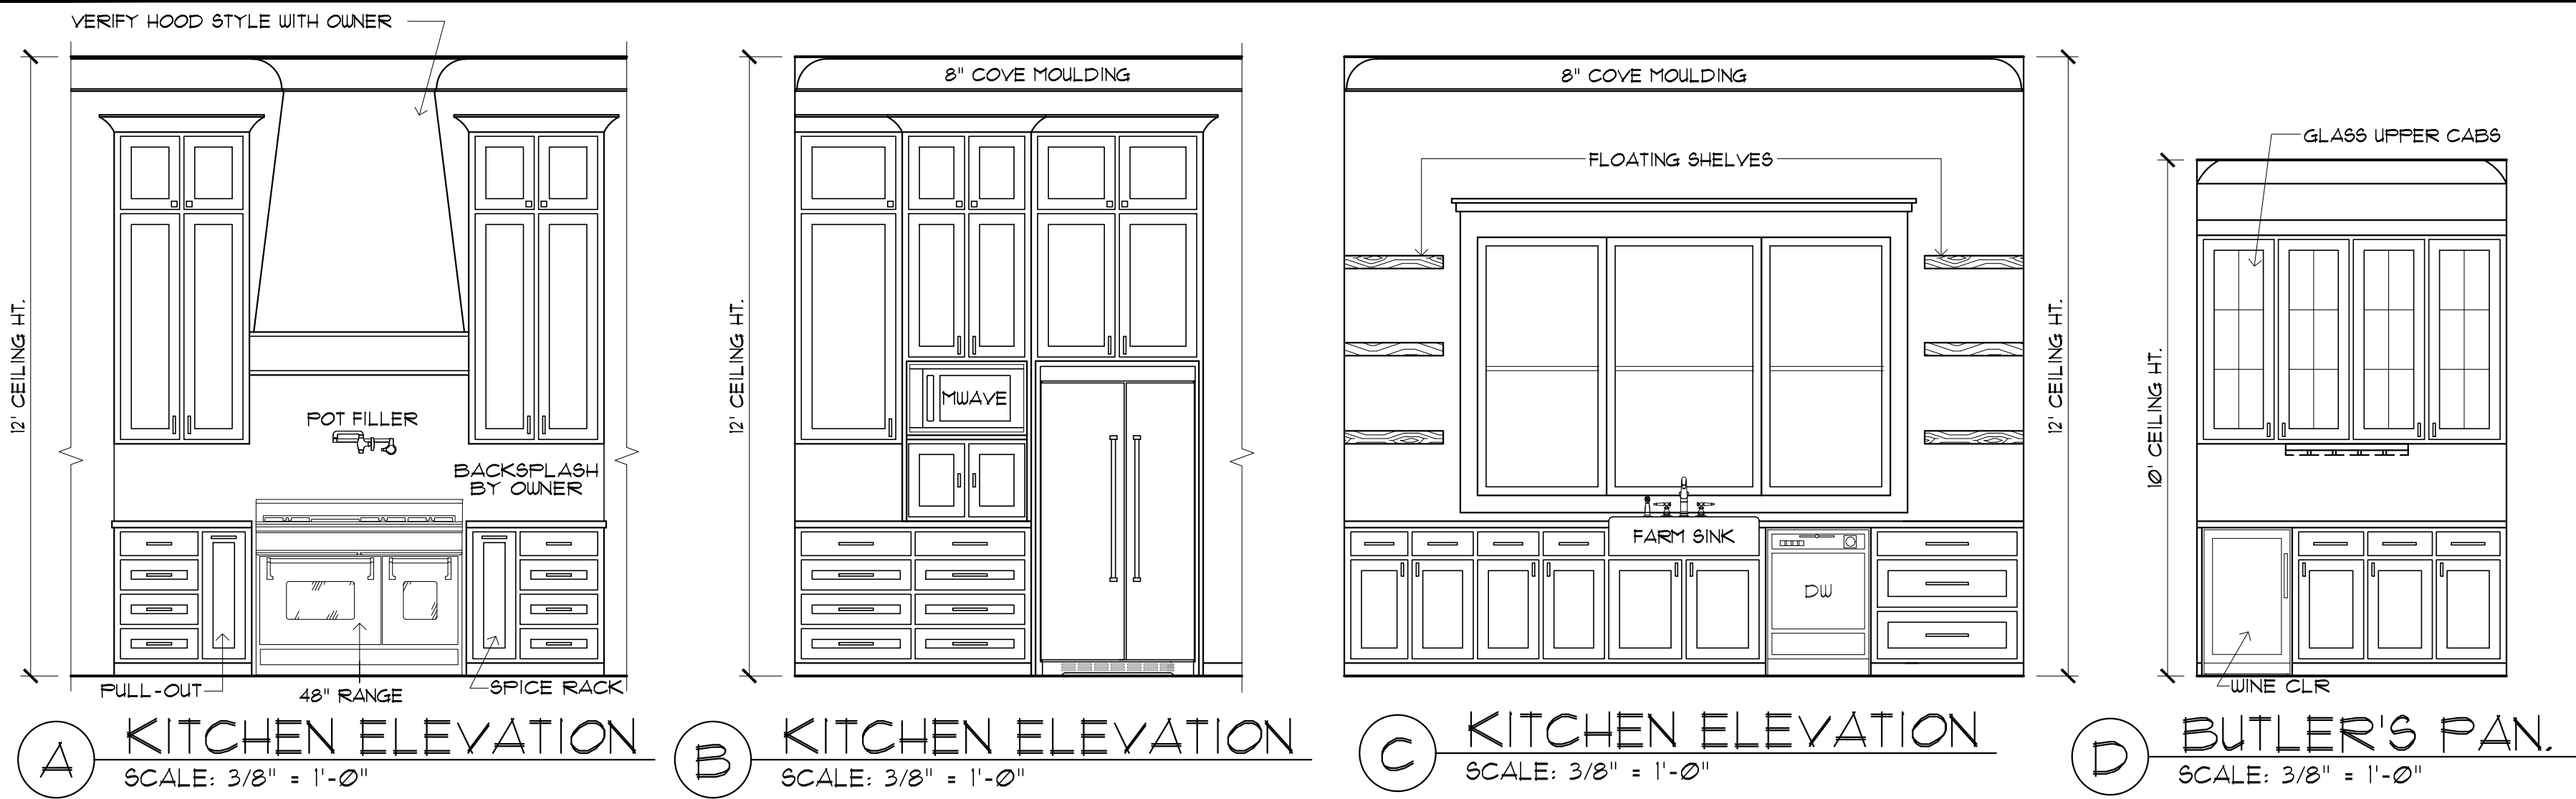 VERIFY HOOD STYLE WITH OWNER
12' CEILING HT.
POT FILLER
BACKSPLASH
BY OWNER
PULL-OUT
48" RANGE
SPICE RACK
A
KITCHEN ELEVATION
SCALE: 3/8" = 1'-0"
8" COVE MOULDING
12' CEILING HT.
MWAVE
B
KITCHEN ELEVATION
SCALE: 3/8" = 1'-0"
8" COVE MOULDING
FLOATING SHELVES
12' CEILING HT.
FARM SINK
DW
C
KITCHEN ELEVATION
SCALE: 3/8" = 1'-0"
GLASS UPPER CABS
10' CEILING HT.
WINE CLR
D
BUTLER'S PAN.
SCALE: 3/8" = 1'-0"